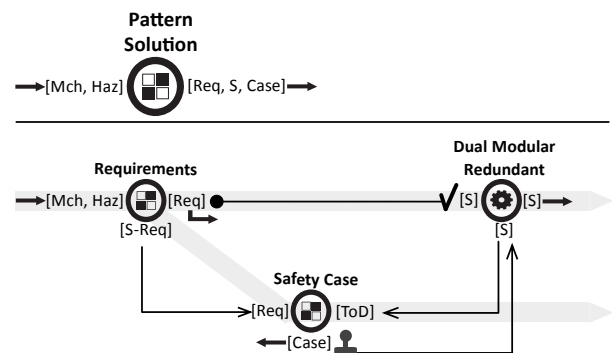 Pattern
Solution
[Mch, Haz] [Req, S, Case]
Dual Modular
Redundant
Requirements
[Mch, Haz] [Req] [S] [S]
[S-Req] [S]
Safety Case
[Req] [ToD]
[Case]